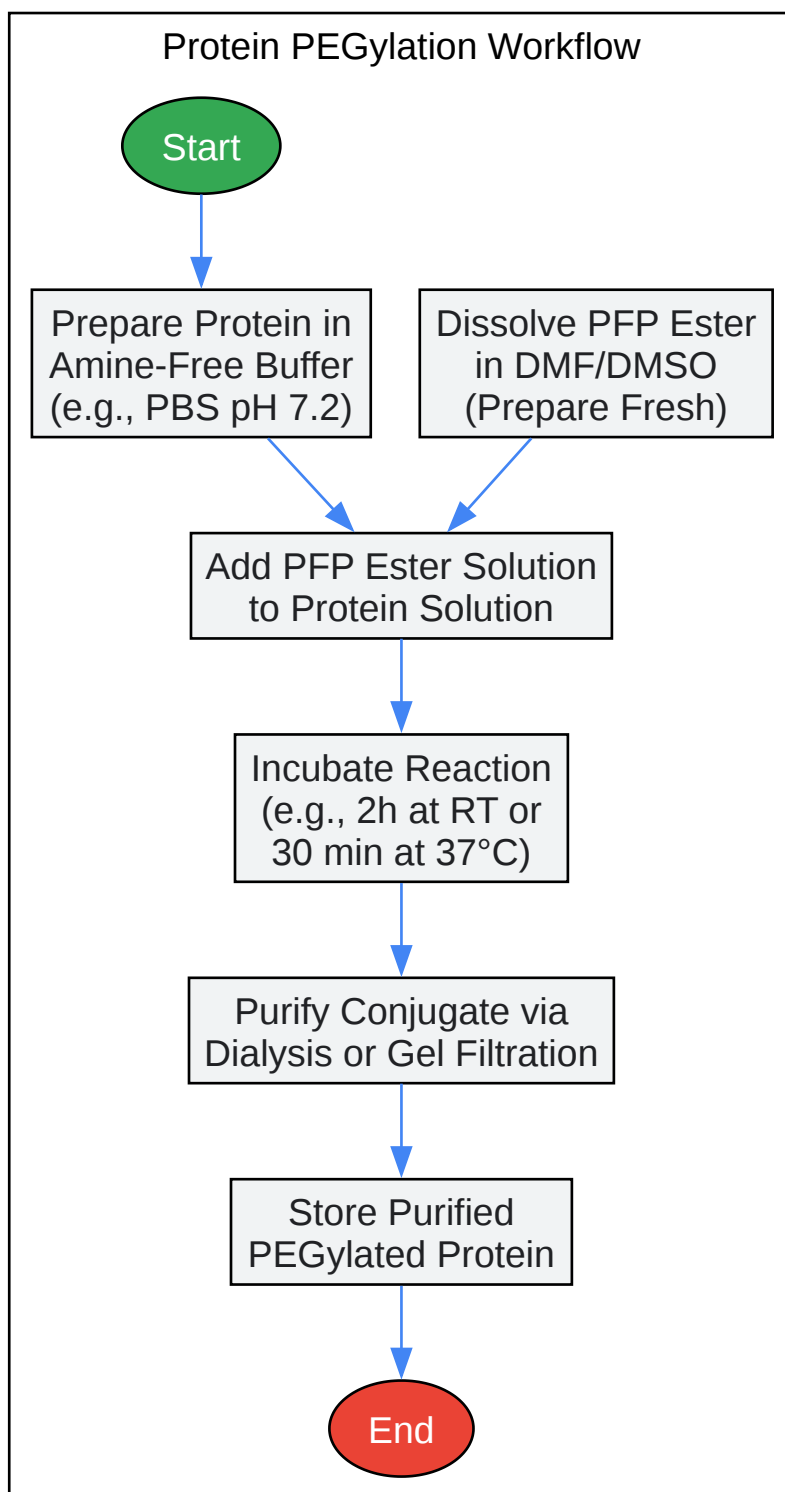 Protein PEGylation Workflow
Start
Prepare Protein in
Amine-Free Buffer
(e.g., PBS pH 7.2)
Dissolve PFP Ester
in DMF/DMSO
(Prepare Fresh)
Add PFP Ester Solution
to Protein Solution
Incubate Reaction
(e.g., 2h at RT or
30 min at 37°C)
Purify Conjugate via
Dialysis or Gel Filtration
Store Purified
PEGylated Protein
End